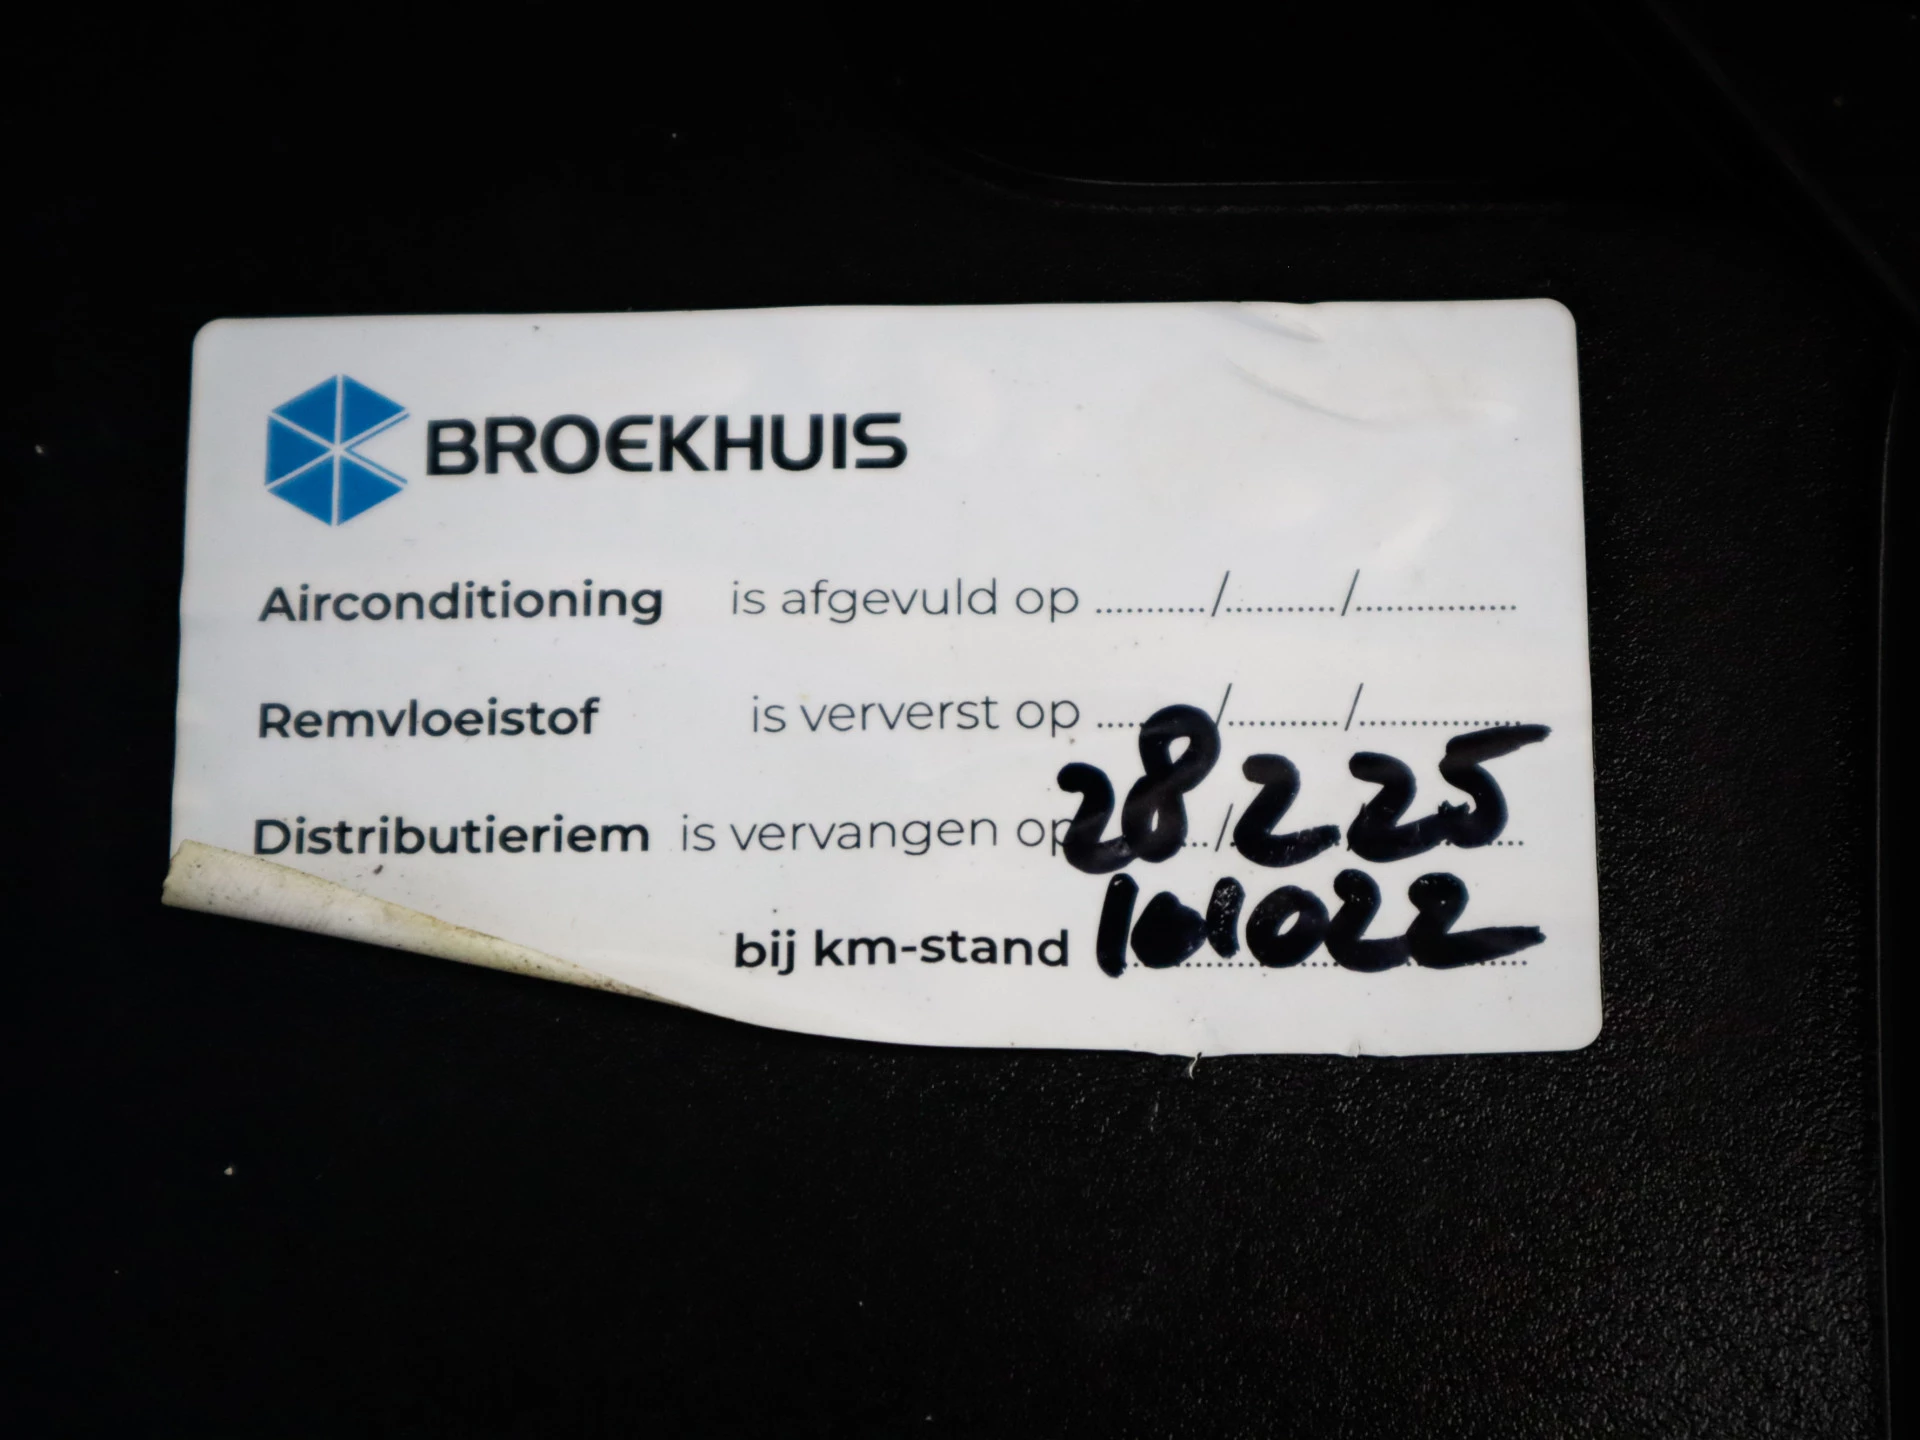 BROEKHUIS
Airconditioning is afgevuld op ........../........../...............
Remvloeistof is ververst op ....../........../...............
Distributieriem is vervangen op 28 / 2 / 25
bij km-stand 101022